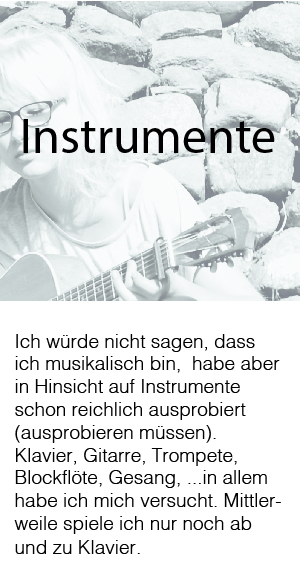 Instrumente
Ich würde nicht sagen, dass
ich musikalisch bin,  habe aber
in Hinsicht auf Instrumente
schon reichlich ausprobiert
(ausprobieren müssen).
Klavier, Gitarre, Trompete,
Blockflöte, Gesang, ...in allem
habe ich mich versucht. Mittler-
weile spiele ich nur noch ab
und zu Klavier.